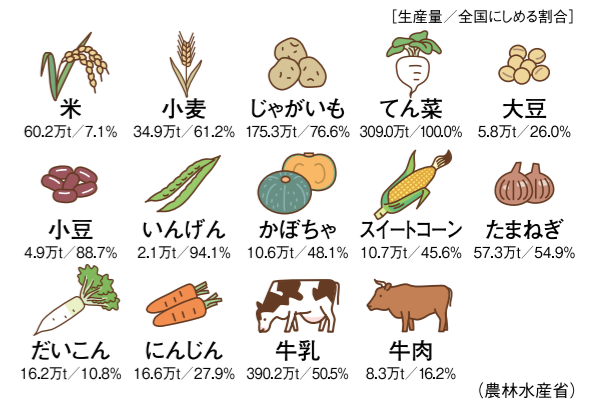 ［生産量／全国にしめる割合］
米 小麦 じゃがいも てん菜 大豆
60.2万t／7.1% 34.9万t／61.2% 175.3万t／76.6% 309.0万t／100.0% 5.8万t／26.0%
小豆 いんげん かぼちゃ スイートコーン たまねぎ
4.9万t／88.7% 2.1万t／94.1% 10.6万t／48.1% 10.7万t／45.6% 57.3万t／54.9%
だいこん にんじん 牛乳 牛肉
16.2万t／10.8% 16.6万t／27.9% 390.2万t／50.5% 8.3万t／16.2%
（農林水産省）